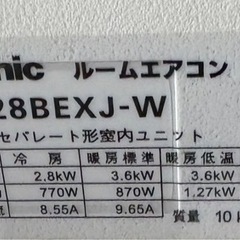 nic ルームエアコン
28BEXJ-W
セパレート形室内ユニット
冷房 暖房標準 暖房低温
2.8kW 3.6kW 3.6kW
770W 870W 1.27kW
8.55A 9.65A
質量 10